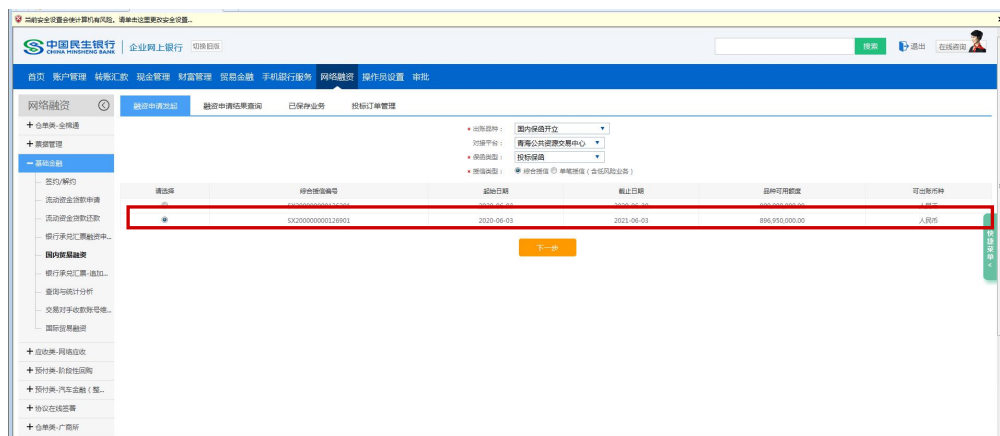 当前安全设置会使计算机有风险。请单击这里更改安全设置...
中国民生银行 企业网上银行 切换旧版 搜索 退出 在线咨询
CHINA MINSHENG BANK
首页 账户管理 转账汇款 现金管理 财富管理 贸易金融 手机银行服务 网络融资 操作员设置 审批
网络融资 融资申请发起 融资申请结果查询 已保存业务 投标订单管理
+ 仓单类-全棉通
+ 票据管理
− 基础金融
签约/解约
流动资金贷款申请
流动资金贷款还款
银行承兑汇票融资申...
国内贸易融资
银行承兑汇票-追加...
查询与统计分析
交易对手收款账号维...
国际贸易融资
+ 应收类-网络应收
+ 预付类-阶段性回购
+ 预付类-汽车金融（整...
+ 协议在线签署
+ 仓单类-广商所
* 出账品种： 国内保函开立
对接平台： 青海公共资源交易中心
* 保函类型： 投标保函
* 授信类型： 综合授信 单笔授信（含低风险业务）
请选择 综合授信编号 起始日期 截止日期 品种可用额度 可出账币种
SX200000000126901 2020-06-03 2021-06-03 896,950,000.00 人民币
下一步
快捷菜单 <